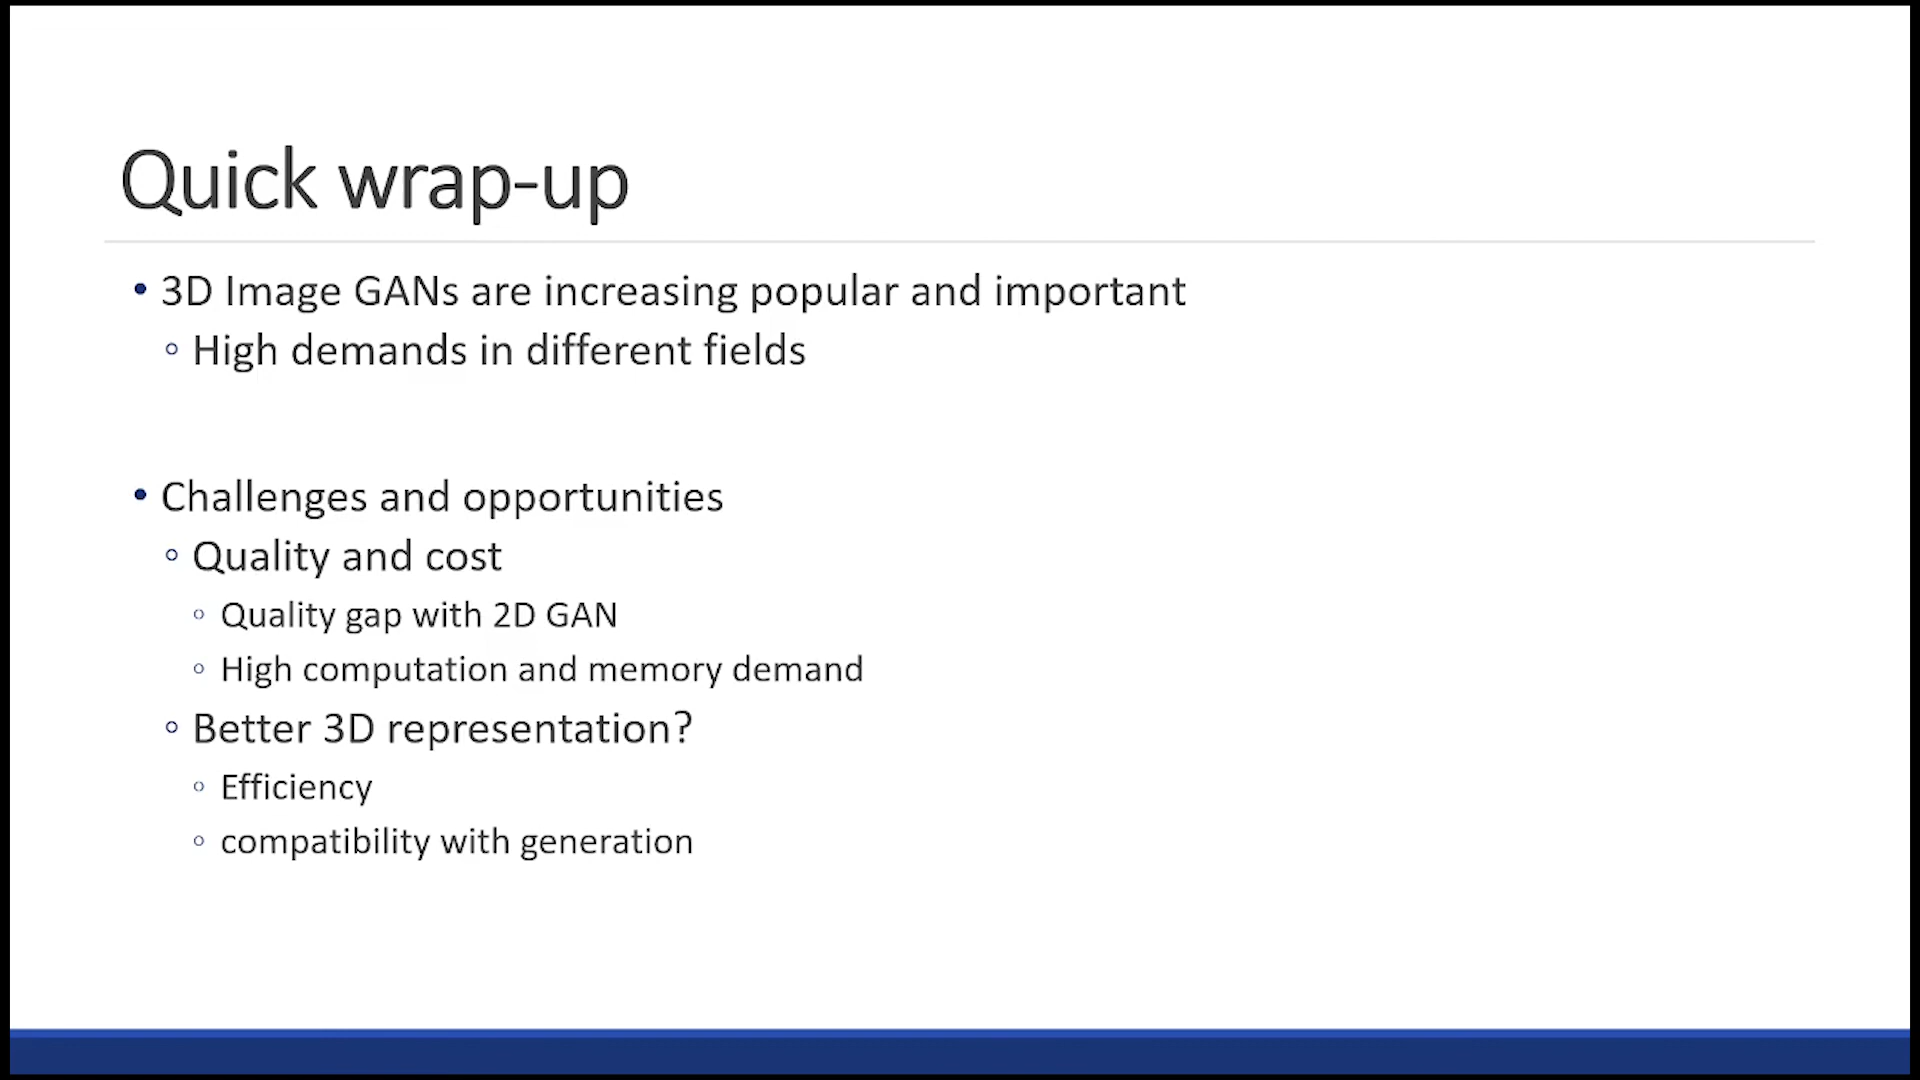 Quick wrap-up
• 3D Image GANs are increasing popular and important
◦ High demands in different fields
• Challenges and opportunities
◦ Quality and cost
◦ Quality gap with 2D GAN
◦ High computation and memory demand
◦ Better 3D representation?
◦ Efficiency
◦ compatibility with generation